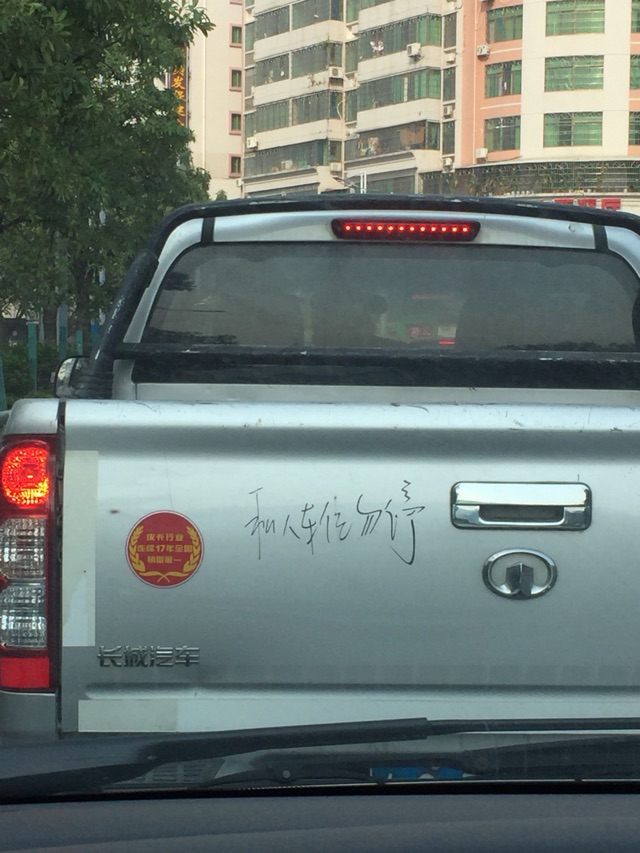 私人车位勿停
皮卡行业
连续17年全国
销量第一
长城汽车